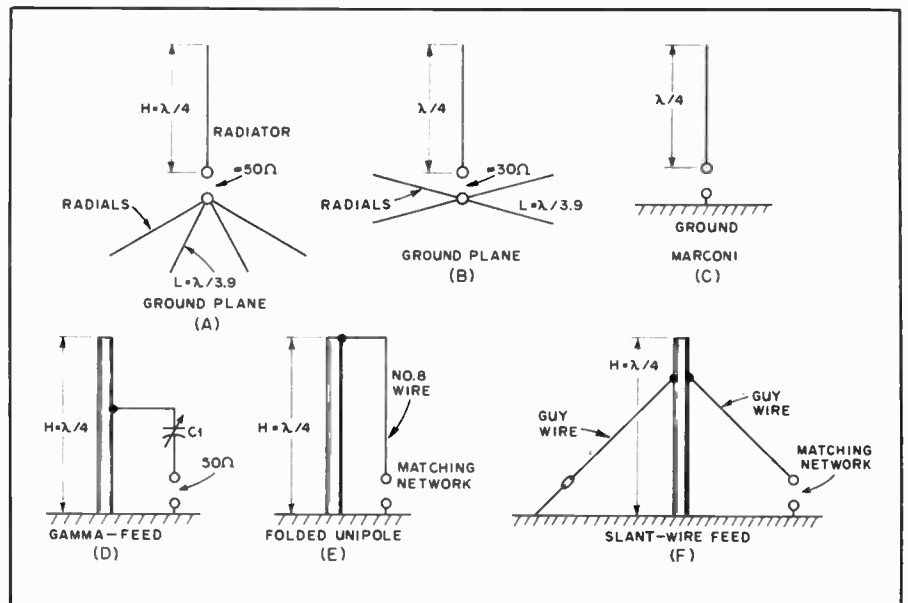 H=λ/4
RADIATOR
≈50Ω
RADIALS
L=λ/3.9
GROUND PLANE
(A)
λ/4
≈30Ω
RADIALS
L=λ/3.9
GROUND PLANE
(B)
λ/4
GROUND
MARCONI
(C)
H=λ/4
C1
50Ω
GAMMA-FEED
(D)
H=λ/4
NO.8
WIRE
MATCHING
NETWORK
FOLDED UNIPOLE
(E)
H=λ/4
GUY
WIRE
GUY
WIRE
MATCHING
NETWORK
SLANT-WIRE FEED
(F)